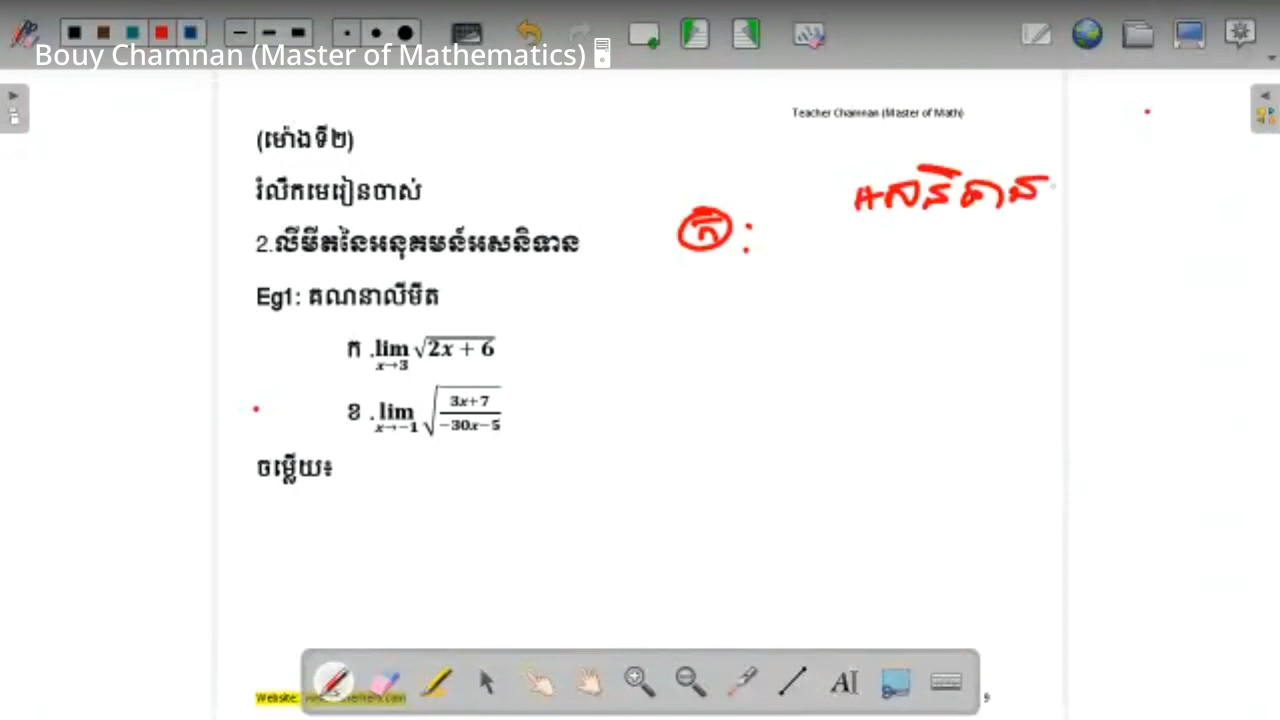 Bouy Chamnan (Master of Mathematics)
Teacher Chamnan (Master of Math)
(ម៉ោងទី២)
រំលឹកមេរៀនចាស់
អសនិទាន
2.លីមីតនៃអនុគមន៍អសនិទាន
ក :
Eg1: គណនាលីមីត
ក .lim x→3 √(2x + 6)
ខ .lim x→−1 √((3x+7)/(−30x−5))
ចម្លើយ៖
Website:
9